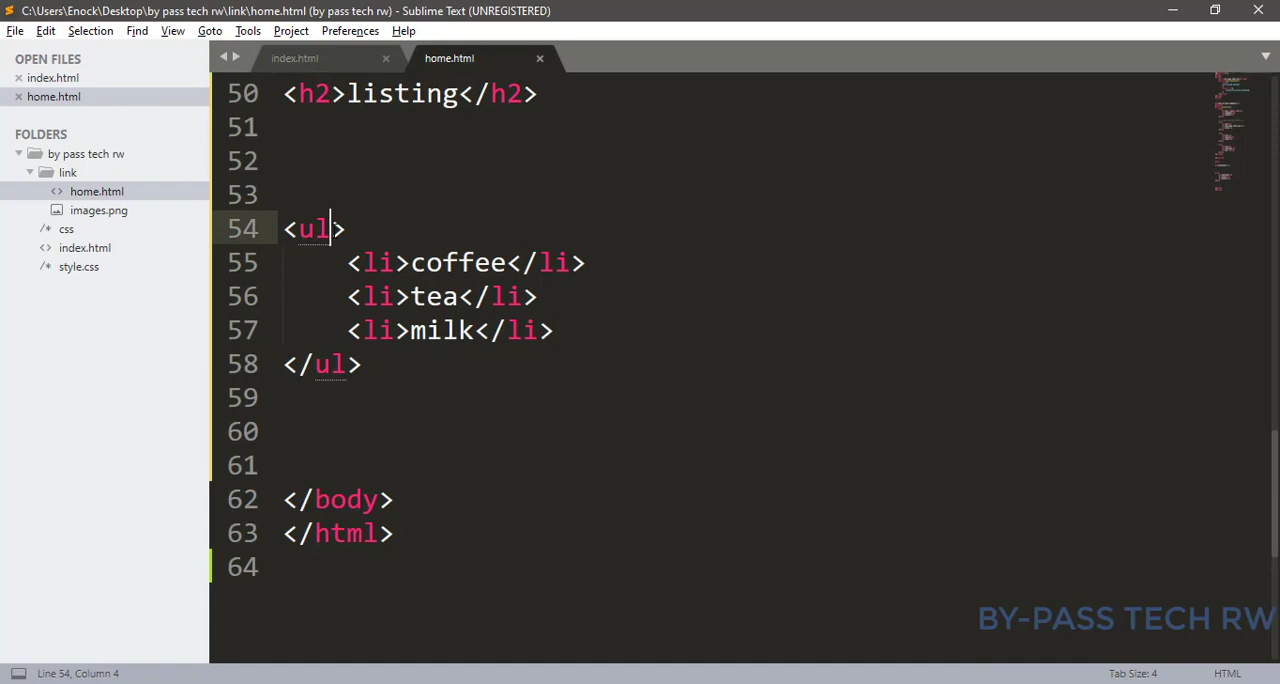 C:\Users\Enock\Desktop\by pass tech rw\link\home.html (by pass tech rw) - Sublime Text (UNREGISTERED)
File Edit Selection Find View Goto Tools Project Preferences Help
OPEN FILES
index.html
home.html
FOLDERS
by pass tech rw
link
home.html
images.png
css
index.html
style.css
index.html
home.html
50 <h2>listing</h2>
51
52
53
54 <ul>
55 <li>coffee</li>
56 <li>tea</li>
57 <li>milk</li>
58 </ul>
59
60
61
62 </body>
63 </html>
64
BY-PASS TECH RW
Line 54, Column 4
Tab Size: 4
HTML